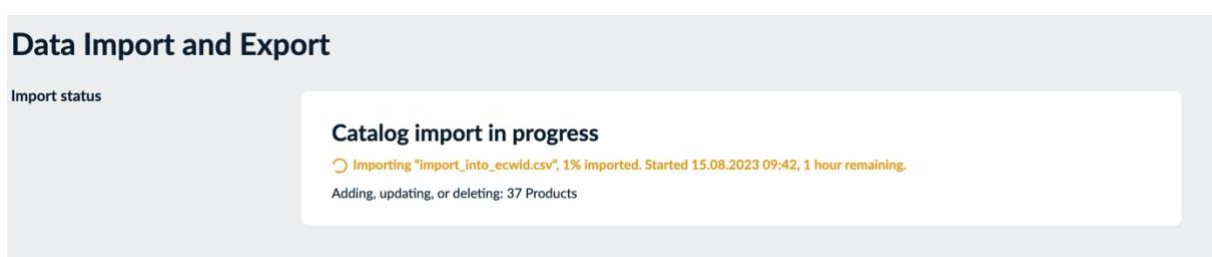 Data Import and Export
Import status
Catalog import in progress
Importing "import_into_ecwid.csv", 1% imported. Started 15.08.2023 09:42, 1 hour remaining.
Adding, updating, or deleting: 37 Products